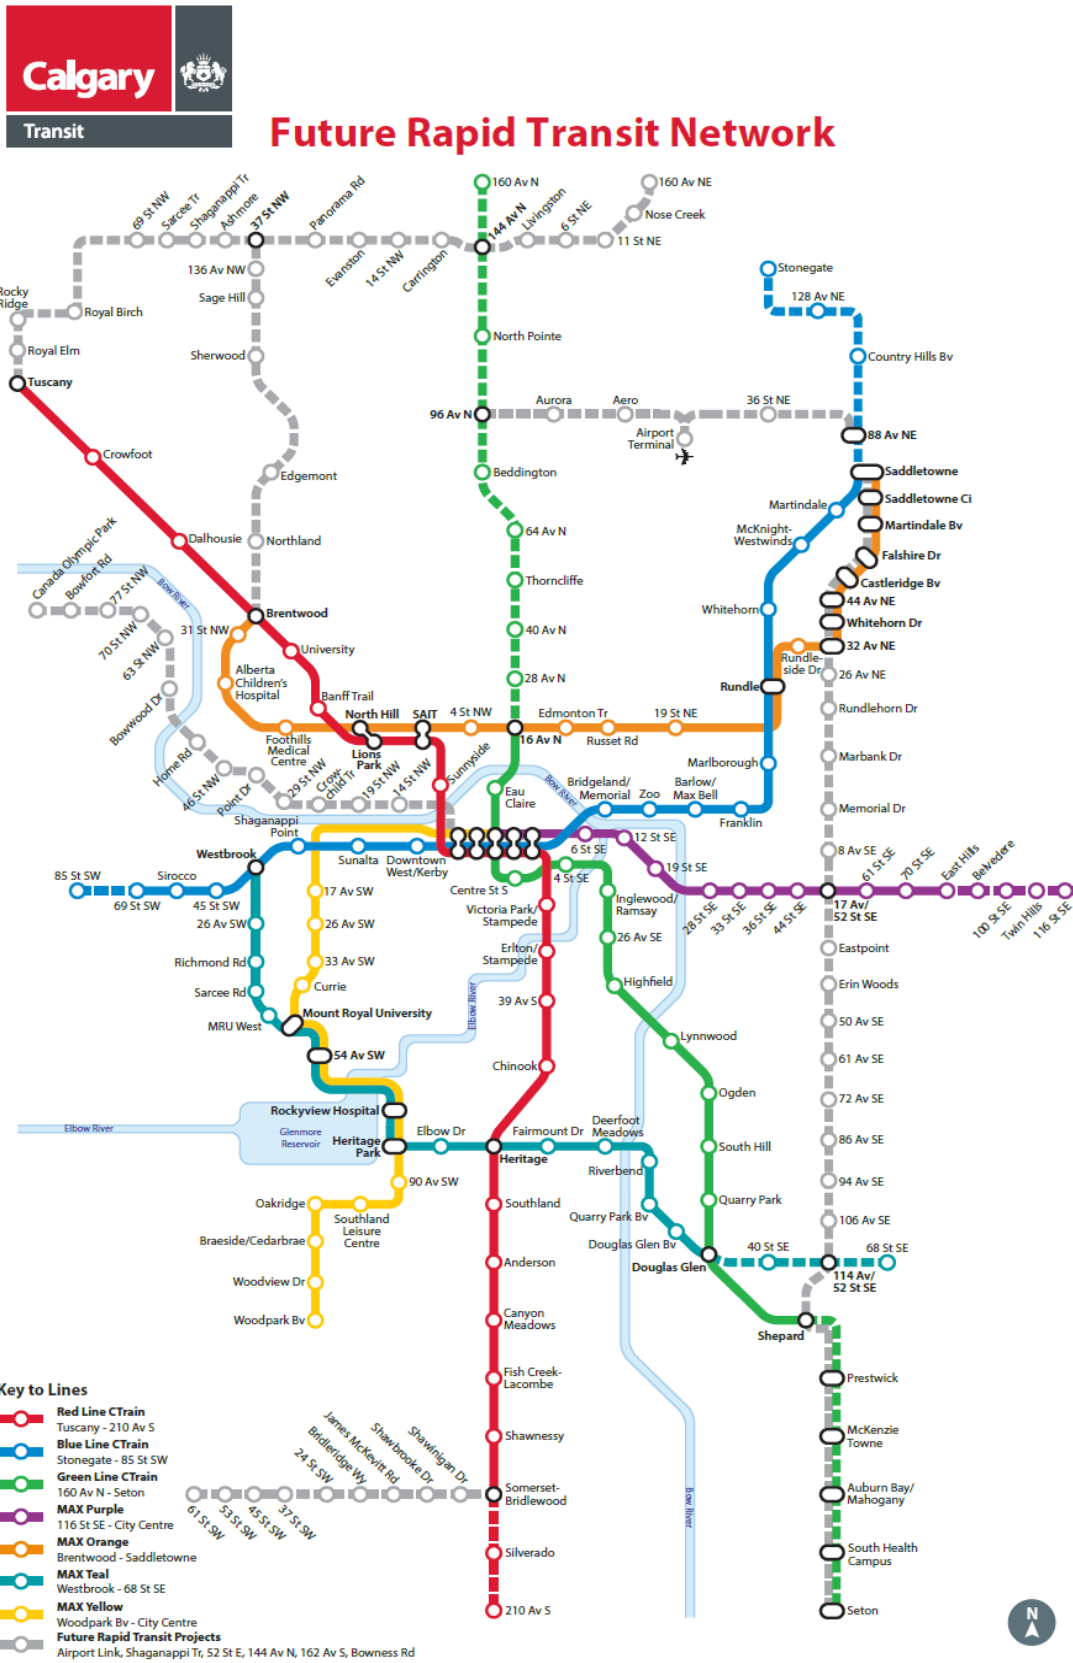 Calgary
Transit
Future Rapid Transit Network
160 Av N
160 Av NE
69 St NW
Sarcee Tr
Shaganappi Tr
Ashmore
37 St NW
Panorama Rd
Evanston
14 St NW
Carrington
144 Av N
Livingston
6 St NE
11 St NE
Nose Creek
136 Av NW
Sage Hill
Sherwood
Edgemont
Northland
Rocky
Ridge
Royal Birch
Royal Elm
Tuscany
Crowfoot
Dalhousie
Brentwood
University
Banff Trail
North Hill
Lions
Park
SAIT
Sunnyside
North Pointe
96 Av N
Beddington
64 Av N
Thorncliffe
40 Av N
28 Av N
16 Av N
Eau
Claire
Aurora
Aero
Airport
Terminal
36 St NE
Stonegate
128 Av NE
Country Hills Bv
88 Av NE
Saddletowne
Saddletowne Ci
Martindale Bv
Falshire Dr
Castleridge Bv
44 Av NE
Whitehorn Dr
32 Av NE
Martindale
McKnight-
Westwinds
Whitehorn
Rundle
Rundle-
side Dr
Marlborough
26 Av NE
Rundlehorn Dr
Marbank Dr
Memorial Dr
8 Av SE
Canada Olympic Park
Bowfort Rd
77 St NW
70 St NW
63 St NW
Bowwood Dr
Home Rd
46 St NW
Point Dr
29 St NW
Crow-
child Tr
19 St NW
14 St NW
Bow River
31 St NW
Alberta
Children's
Hospital
Foothills
Medical
Centre
4 St NW
Edmonton Tr
Russet Rd
19 St NE
Bow River
Bridgeland/
Memorial
Zoo
Barlow/
Max Bell
Franklin
Shaganappi
Point
Westbrook
Sunalta
Downtown
West/Kerby
85 St SW
69 St SW
Sirocco
45 St SW
Centre St S
4 St SE
6 St SE
12 St SE
19 St SE
28 St SE
33 St SE
36 St SE
44 St SE
17 Av/
52 St SE
61 St SE
70 St SE
East Hills
Belvedere
100 St SE
Twin Hills
116 St SE
17 Av SW
26 Av SW
33 Av SW
Currie
Mount Royal University
26 Av SW
Richmond Rd
Sarcee Rd
MRU West
54 Av SW
Rockyview Hospital
Heritage
Park
90 Av SW
Southland
Leisure
Centre
Oakridge
Braeside/Cedarbrae
Woodview Dr
Woodpark Bv
Elbow River
Glenmore
Reservoir
Elbow River
Victoria Park/
Stampede
Erlton/
Stampede
39 Av S
Chinook
Heritage
Elbow Dr
Fairmount Dr
Deerfoot
Meadows
Riverbend
Quarry Park Bv
Douglas Glen Bv
Douglas Glen
Inglewood/
Ramsay
26 Av SE
Highfield
Lynnwood
Ogden
South Hill
Quarry Park
40 St SE
68 St SE
114 Av/
52 St SE
Eastpoint
Erin Woods
50 Av SE
61 Av SE
72 Av SE
86 Av SE
94 Av SE
106 Av SE
Shepard
Prestwick
McKenzie
Towne
Auburn Bay/
Mahogany
South Health
Campus
Seton
Southland
Anderson
Canyon
Meadows
Fish Creek-
Lacombe
Shawnessy
Somerset-
Bridlewood
Silverado
210 Av S
61 St SW
53 St SW
45 St SW
37 St SW
24 St SW
Bridleridge Wy
James McKevitt Rd
Shawbrooke Dr
Shawinigan Dr
Bow River
Key to Lines
Red Line CTrain
Tuscany - 210 Av S
Blue Line CTrain
Stonegate - 85 St SW
Green Line CTrain
160 Av N - Seton
MAX Purple
116 St SE - City Centre
MAX Orange
Brentwood - Saddletowne
MAX Teal
Westbrook - 68 St SE
MAX Yellow
Woodpark Bv - City Centre
Future Rapid Transit Projects
Airport Link, Shaganappi Tr, 52 St E, 144 Av N, 162 Av S, Bowness Rd
N